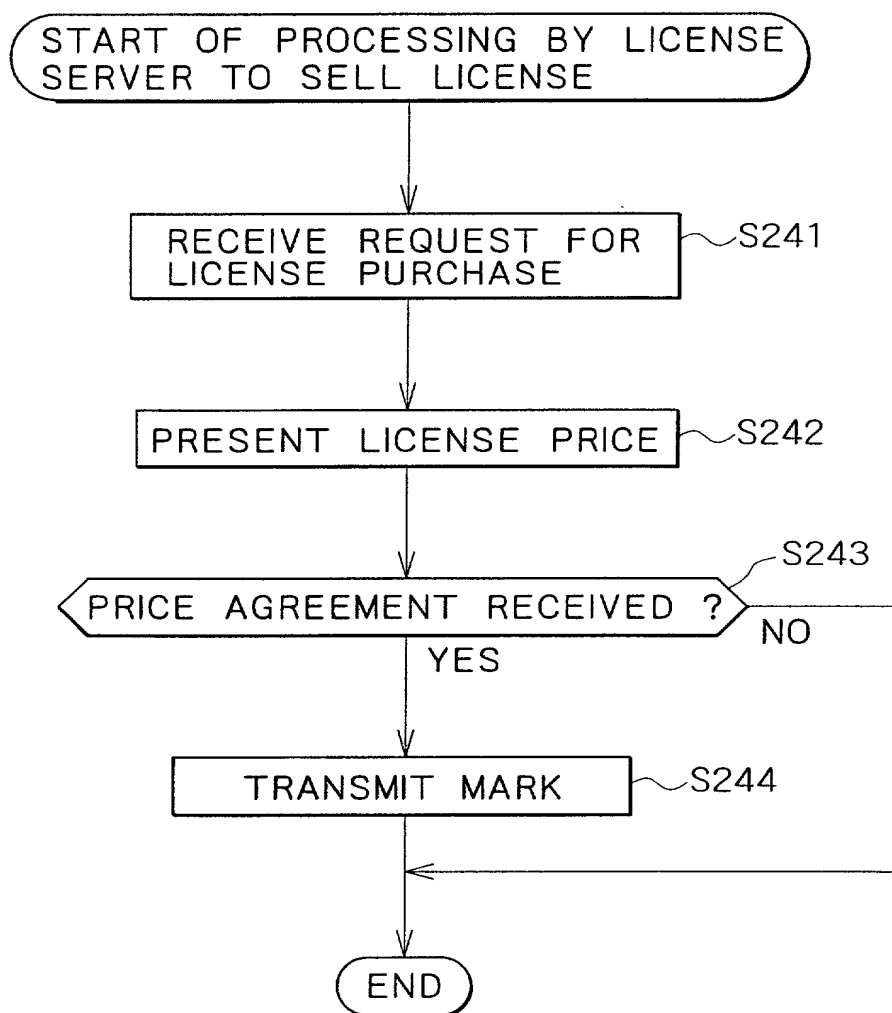 START OF PROCESSING BY LICENSE
SERVER TO SELL LICENSE
RECEIVE REQUEST FOR
LICENSE PURCHASE
S241
PRESENT LICENSE PRICE
S242
S243
PRICE AGREEMENT RECEIVED ?
NO
YES
TRANSMIT MARK
S244
END